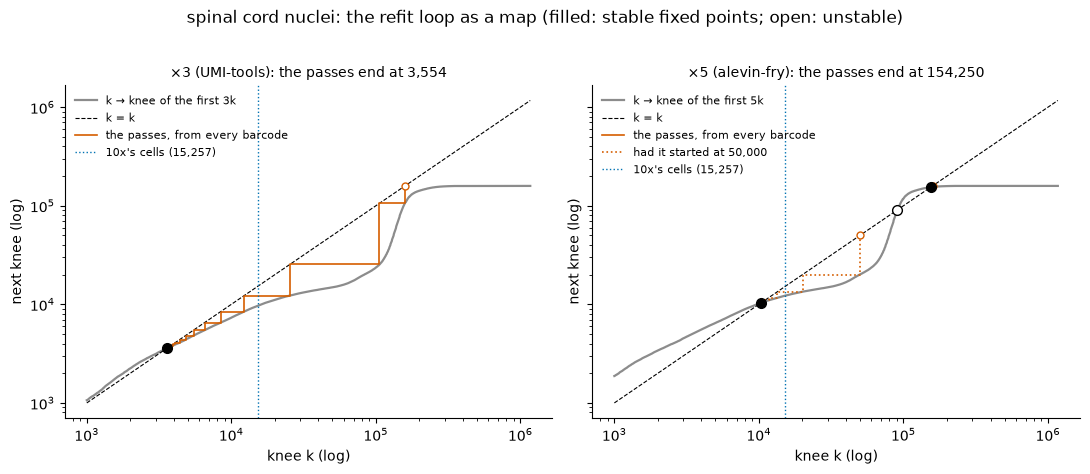 spinal cord nuclei: the refit loop as a map (filled: stable fixed points; open: unstable)
×3 (UMI-tools): the passes end at 3,554
k → knee of the first 3k
k = k
the passes, from every barcode
10x's cells (15,257)
next knee (log)
10⁶
10⁵
10⁴
10³
10³ 10⁴ 10⁵ 10⁶
knee k (log)
×5 (alevin-fry): the passes end at 154,250
k → knee of the first 5k
k = k
the passes, from every barcode
had it started at 50,000
10x's cells (15,257)
next knee (log)
10⁶
10⁵
10⁴
10³
10³ 10⁴ 10⁵ 10⁶
knee k (log)